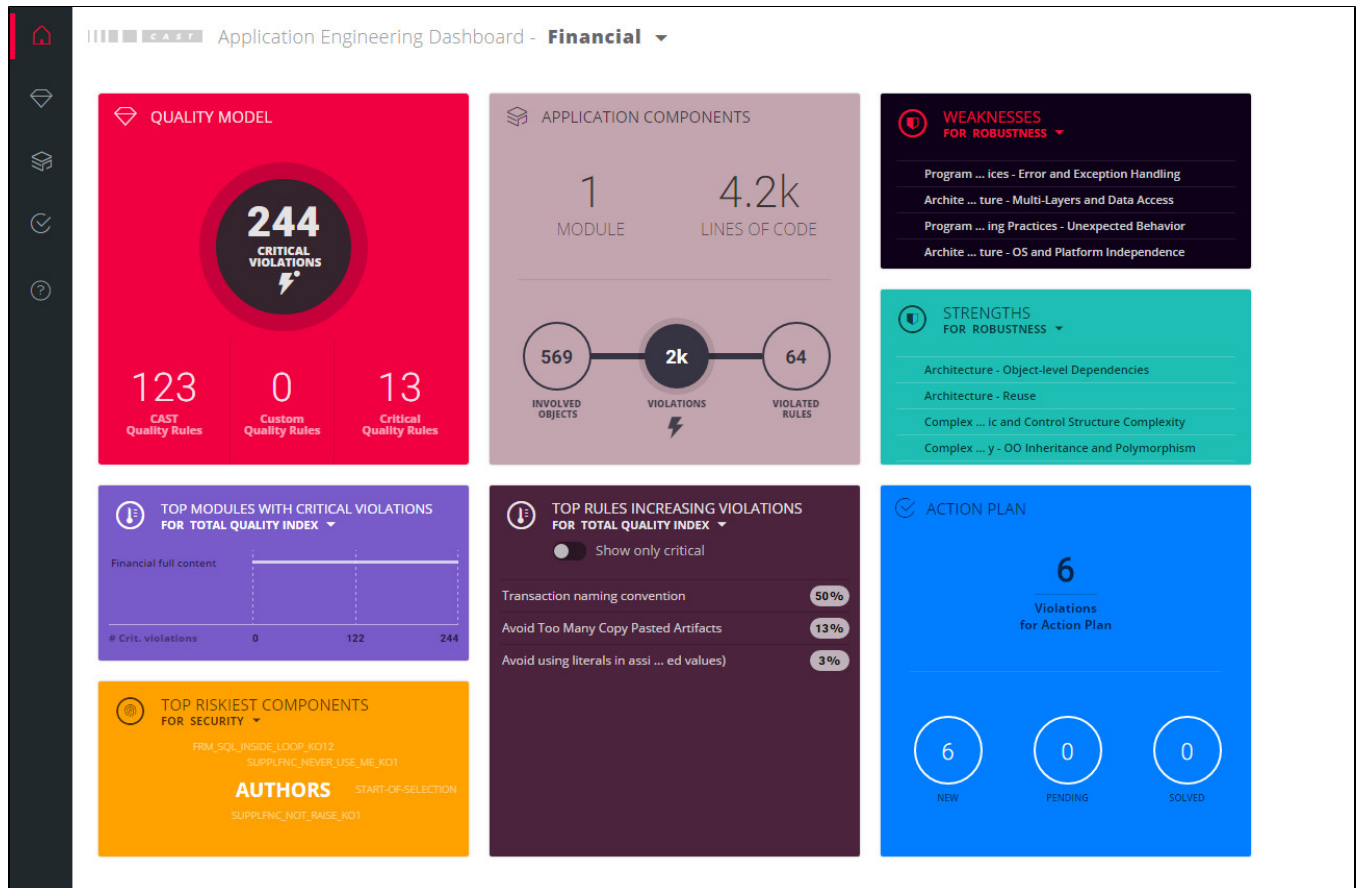 CAST Application Engineering Dashboard - Financial
QUALITY MODEL
244
CRITICAL
VIOLATIONS
123
CAST
Quality Rules
0
Custom
Quality Rules
13
Critical
Quality Rules
APPLICATION COMPONENTS
1
MODULE
4.2k
LINES OF CODE
569
INVOLVED
OBJECTS
2k
VIOLATIONS
64
VIOLATED
RULES
WEAKNESSES
FOR ROBUSTNESS
Program ... ices - Error and Exception Handling
Archite ... ture - Multi-Layers and Data Access
Program ... ing Practices - Unexpected Behavior
Archite ... ture - OS and Platform Independence
STRENGTHS
FOR ROBUSTNESS
Architecture - Object-level Dependencies
Architecture - Reuse
Complex ... ic and Control Structure Complexity
Complex ... y - OO Inheritance and Polymorphism
TOP MODULES WITH CRITICAL VIOLATIONS
FOR TOTAL QUALITY INDEX
Financial full content
# Crit. violations 0 122 244
TOP RULES INCREASING VIOLATIONS
FOR TOTAL QUALITY INDEX
Show only critical
Transaction naming convention 50%
Avoid Too Many Copy Pasted Artifacts 13%
Avoid using literals in assi ... ed values) 3%
ACTION PLAN
6
Violations
for Action Plan
6
NEW
0
PENDING
0
SOLVED
TOP RISKIEST COMPONENTS
FOR SECURITY
FRM_SQL_INSIDE_LOOP_KO12
SUPPLFNC_NEVER_USE_ME_KO1
AUTHORS START-OF-SELECTION
SUPPLFNC_NOT_RAISE_KO1